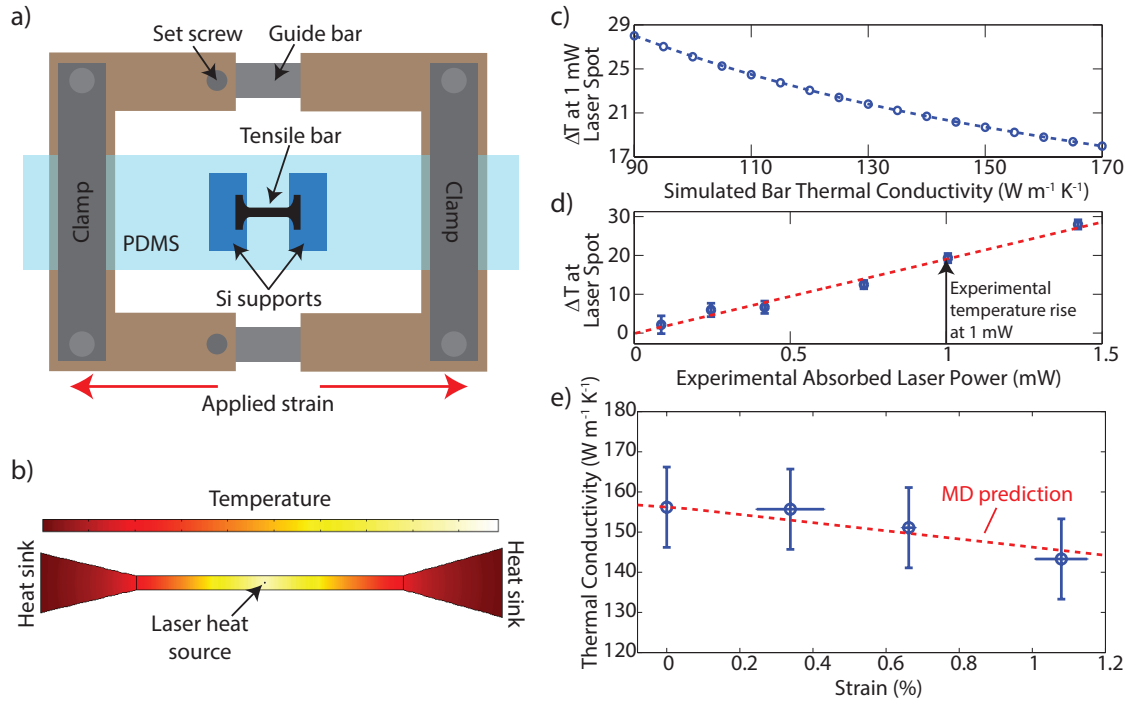 a)
Set screw
Guide bar
Tensile bar
Clamp
Clamp
PDMS
Si supports
Applied strain
b)
Temperature
Heat sink
Heat sink
Laser heat
source
c)
29
25
21
17
ΔT at 1 mW
Laser Spot
90
110
130
150
170
Simulated Bar Thermal Conductivity (W m⁻¹ K⁻¹)
d)
30
20
10
0
ΔT at
Laser Spot
Experimental
temperature rise
at 1 mW
0
0.5
1
1.5
Experimental Absorbed Laser Power (mW)
e)
180
170
160
150
140
130
120
Thermal Conductivity (W m⁻¹ K⁻¹)
MD prediction
0
0.2
0.4
0.6
0.8
1.0
1.2
Strain (%)